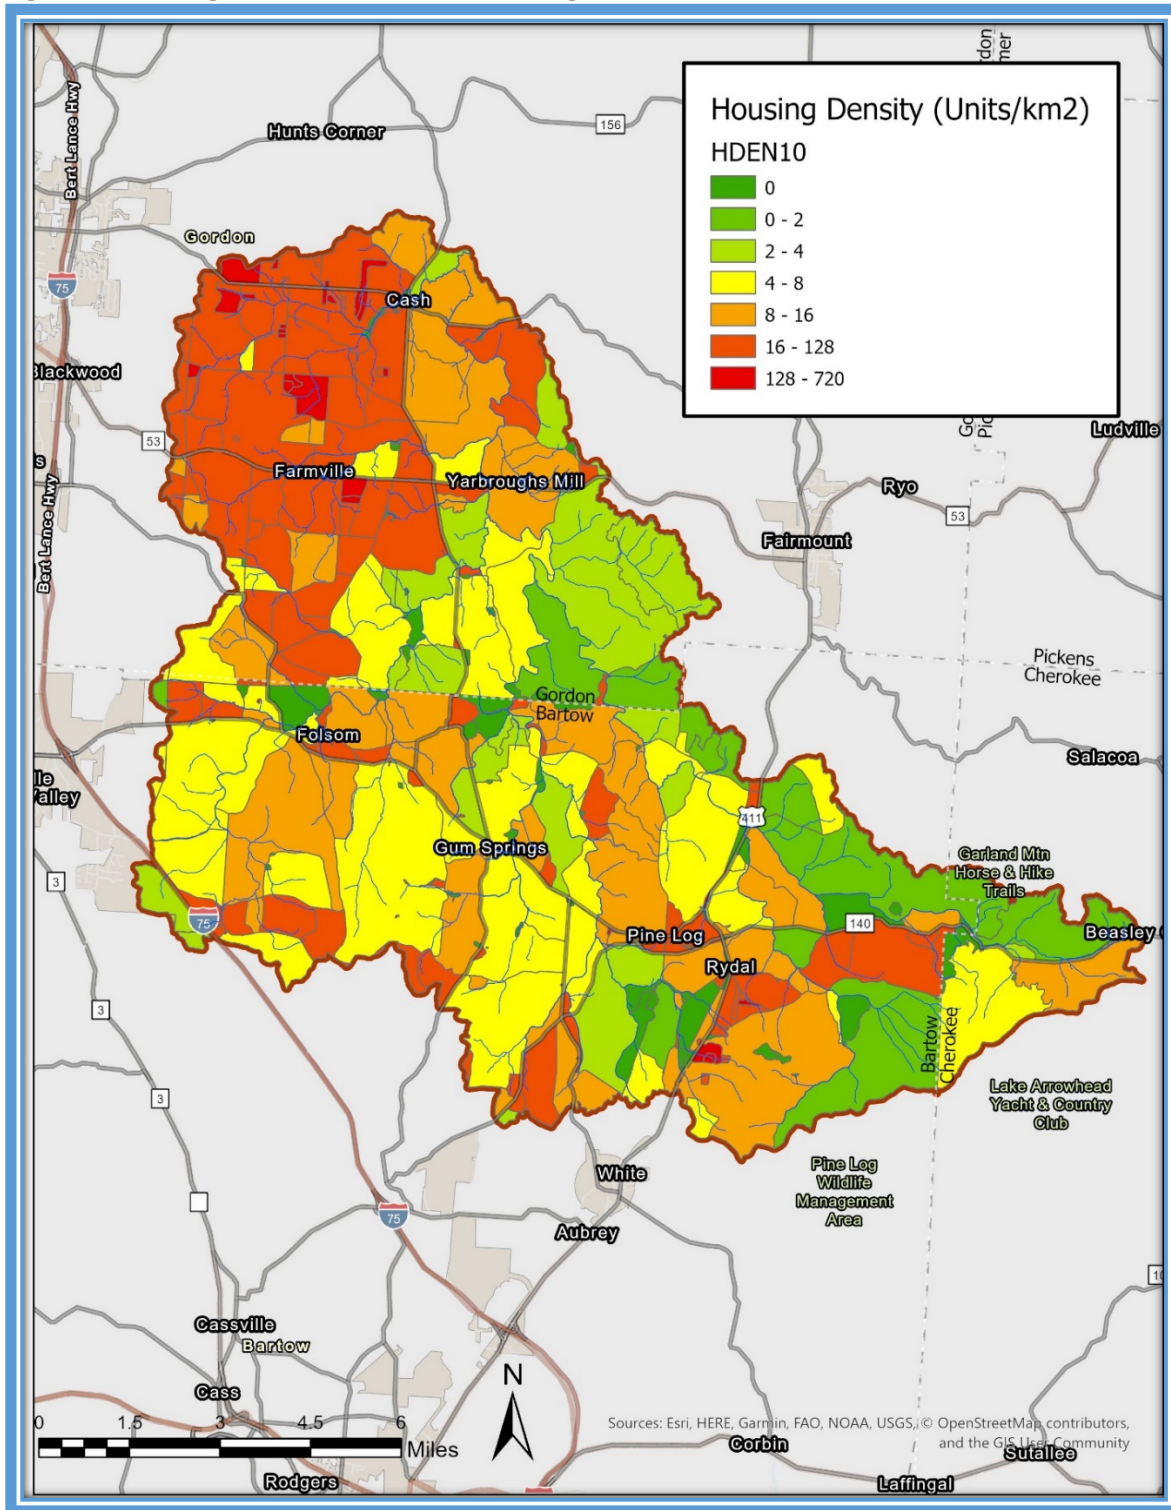 Housing Density (Units/km2)
HDEN10
0
0 - 2
2 - 4
4 - 8
8 - 16
16 - 128
128 - 720
Bert Lance Hwy
Hunts Corner
156
Gordon
75
Cash
Blackwood
53
Farmville
Yarbroughs Mill
Ludville
Ryo
53
Fairmount
Bert Lance Hwy
Pickens
Cherokee
Gordon
Bartow
Folsom
Salacoa
Valley
411
Gum Springs
Garland Mtn
Horse & Hike
Trails
3
75
140
Pine Log
Beasley
Rydal
3
Bartow
Cherokee
3
Lake Arrowhead
Yacht & Country
Club
White
Pine Log
Wildlife
Management
Area
75
Aubrey
Cassville
Bartow
Cass
N
0 1.5 3 4.5 6
Miles
Sources: Esri, HERE, Garmin, FAO, NOAA, USGS, © OpenStreetMap contributors,
and the GIS User Community
Corbin
Sutallee
Rodgers
Laffingal